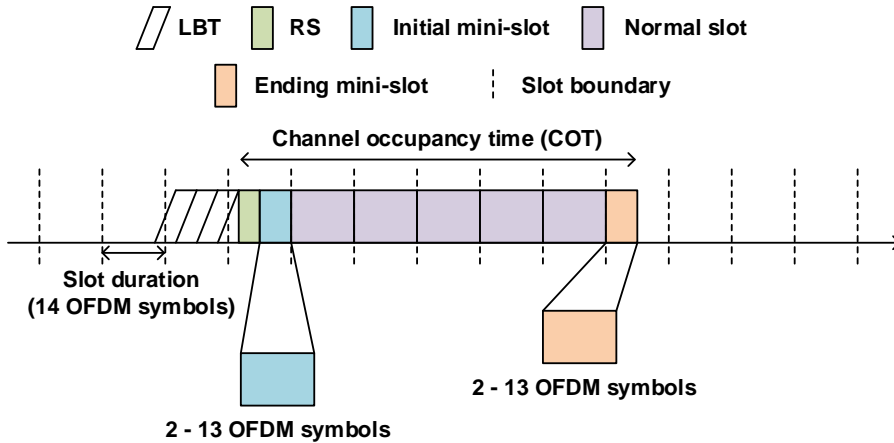 LBT RS Initial mini-slot Normal slot
Ending mini-slot Slot boundary
Channel occupancy time (COT)
Slot duration
(14 OFDM symbols)
2 - 13 OFDM symbols
2 - 13 OFDM symbols